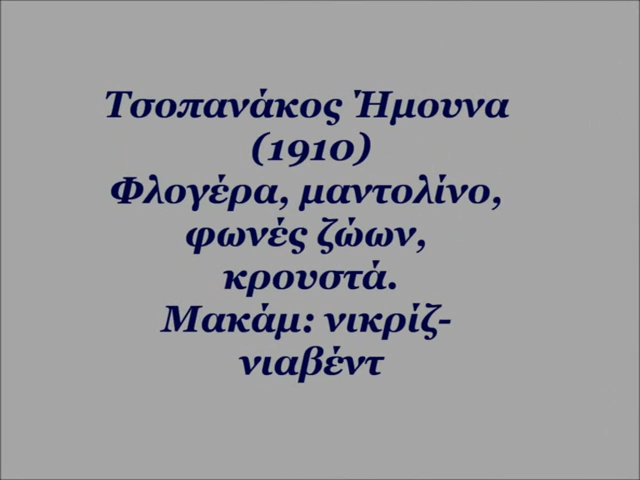 Τσοπανάκος Ήμουνα
(1910)
Φλογέρα, μαντολίνο,
φωνές ζώων,
κρουστά.
Μακάμ: νικρίζ-
νιαβέντ